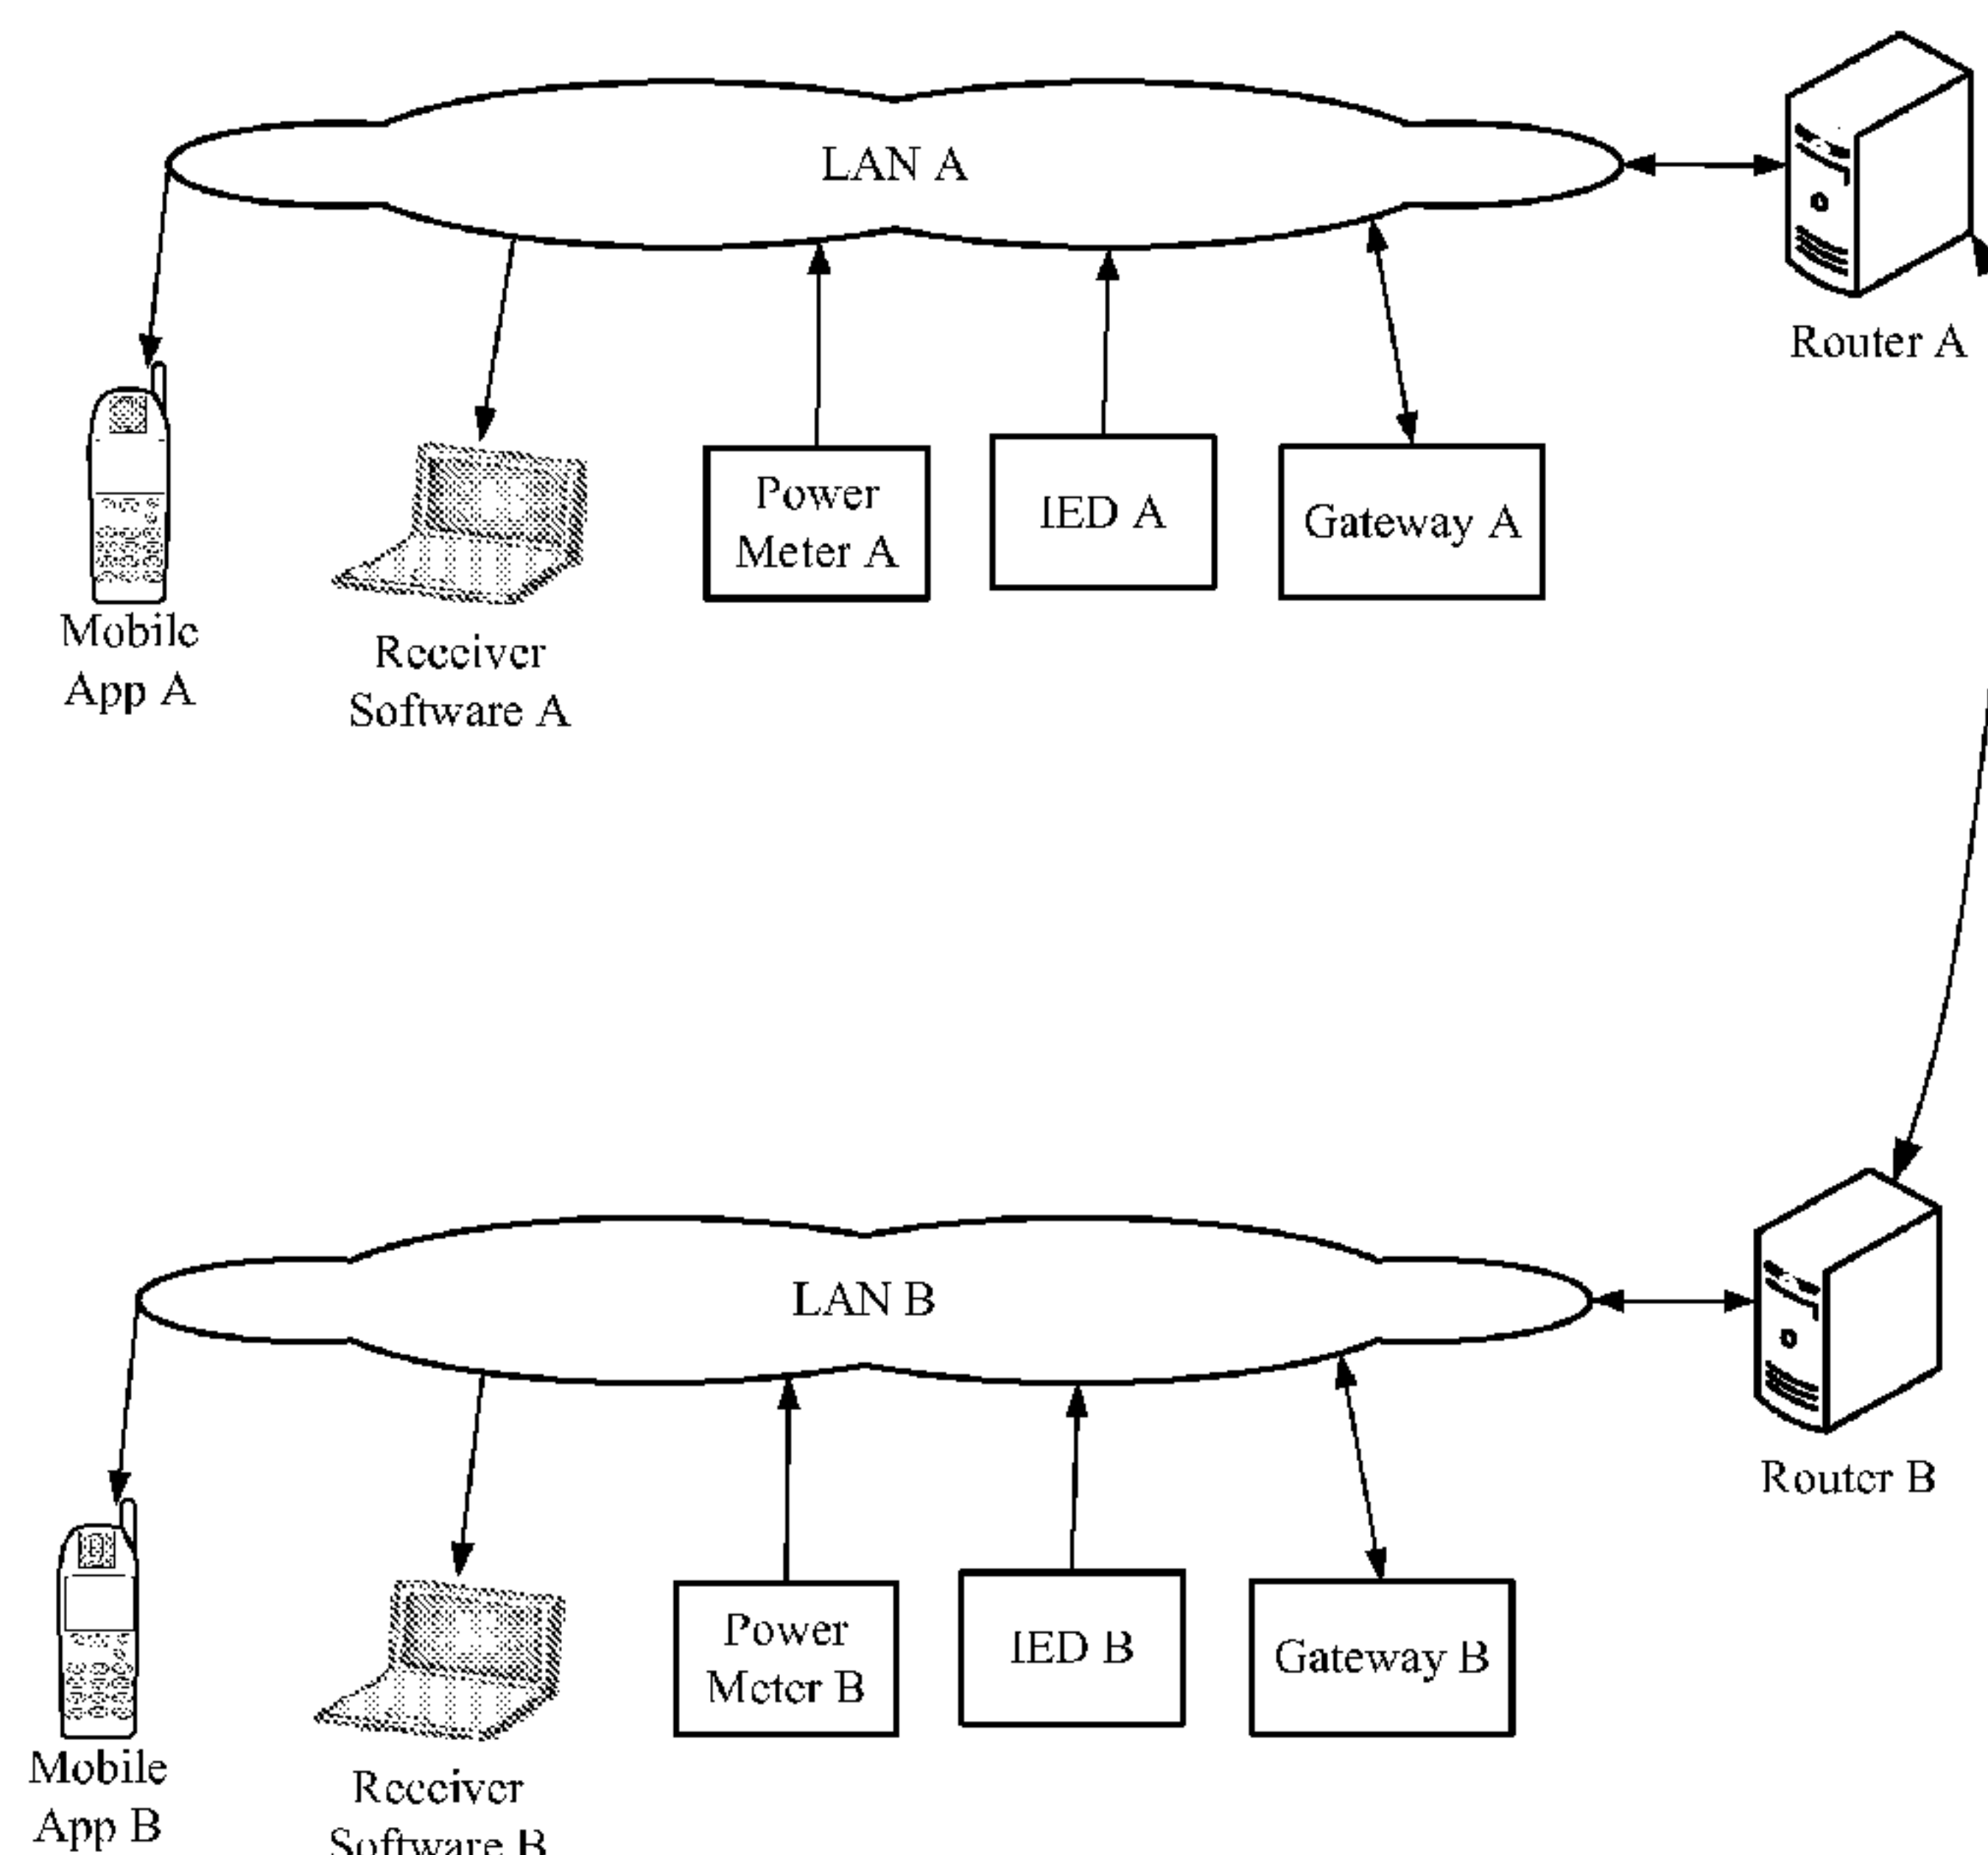 LAN A
Router A
Power
Meter A
IED A
Gateway A
Mobile
App A
Receiver
Software A
LAN B
Router B
Power
Meter B
IED B
Gateway B
Mobile
App B
Receiver
Software B